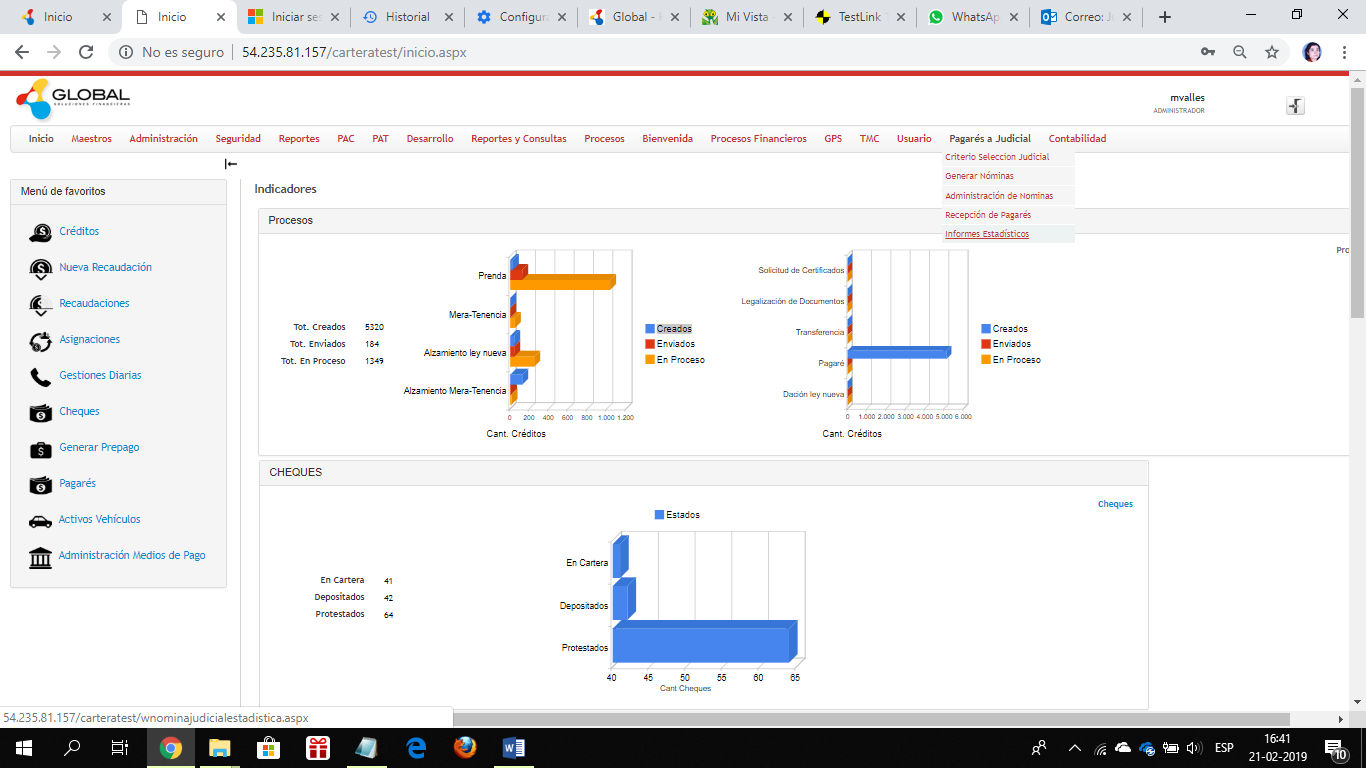 Inicio
Inicio
Iniciar se
Historial
Configura
Global -
Mi Vista -
TestLink
WhatsAp
Correo: J
No es seguro | 54.235.81.157/carteratest/inicio.aspx
GLOBAL
SOLUCIONES FINANCIERAS
mvalles
ADMINISTRADOR
Inicio Maestros Administración Seguridad Reportes PAC PAT Desarrollo Reportes y Consultas Procesos Bienvenida Procesos Financieros GPS TMC Usuario Pagarés a Judicial Contabilidad
Criterio Seleccion Judicial
Generar Nóminas
Administración de Nominas
Recepción de Pagarés
Informes Estadísticos
Menú de favoritos
Créditos
Nueva Recaudación
Recaudaciones
Asignaciones
Gestiones Diarias
Cheques
Generar Prepago
Pagarés
Activos Vehículos
Administración Medios de Pago
Indicadores
Procesos
Pro
Tot. Creados 5320
Tot. Enviados 184
Tot. En Proceso 1349
Prenda
Mera-Tenencia
Alzamiento ley nueva
Alzamiento Mera-Tenencia
0 200 400 600 800 1.000 1.200
Cant. Créditos
Creados
Enviados
En Proceso
Solicitud de Certificados
Legalización de Documentos
Transferencia
Pagaré
Dación ley nueva
0 1.000 2.000 3.000 4.000 5.000 6.000
Cant. Créditos
Creados
Enviados
En Proceso
CHEQUES
Cheques
En Cartera 41
Depositados 42
Protestados 64
Estados
En Cartera
Depositados
Protestados
40 45 50 55 60 65
Cant Cheques
54.235.81.157/carteratest/wnominajudicialestadistica.aspx
ESP
16:41
21-02-2019
10